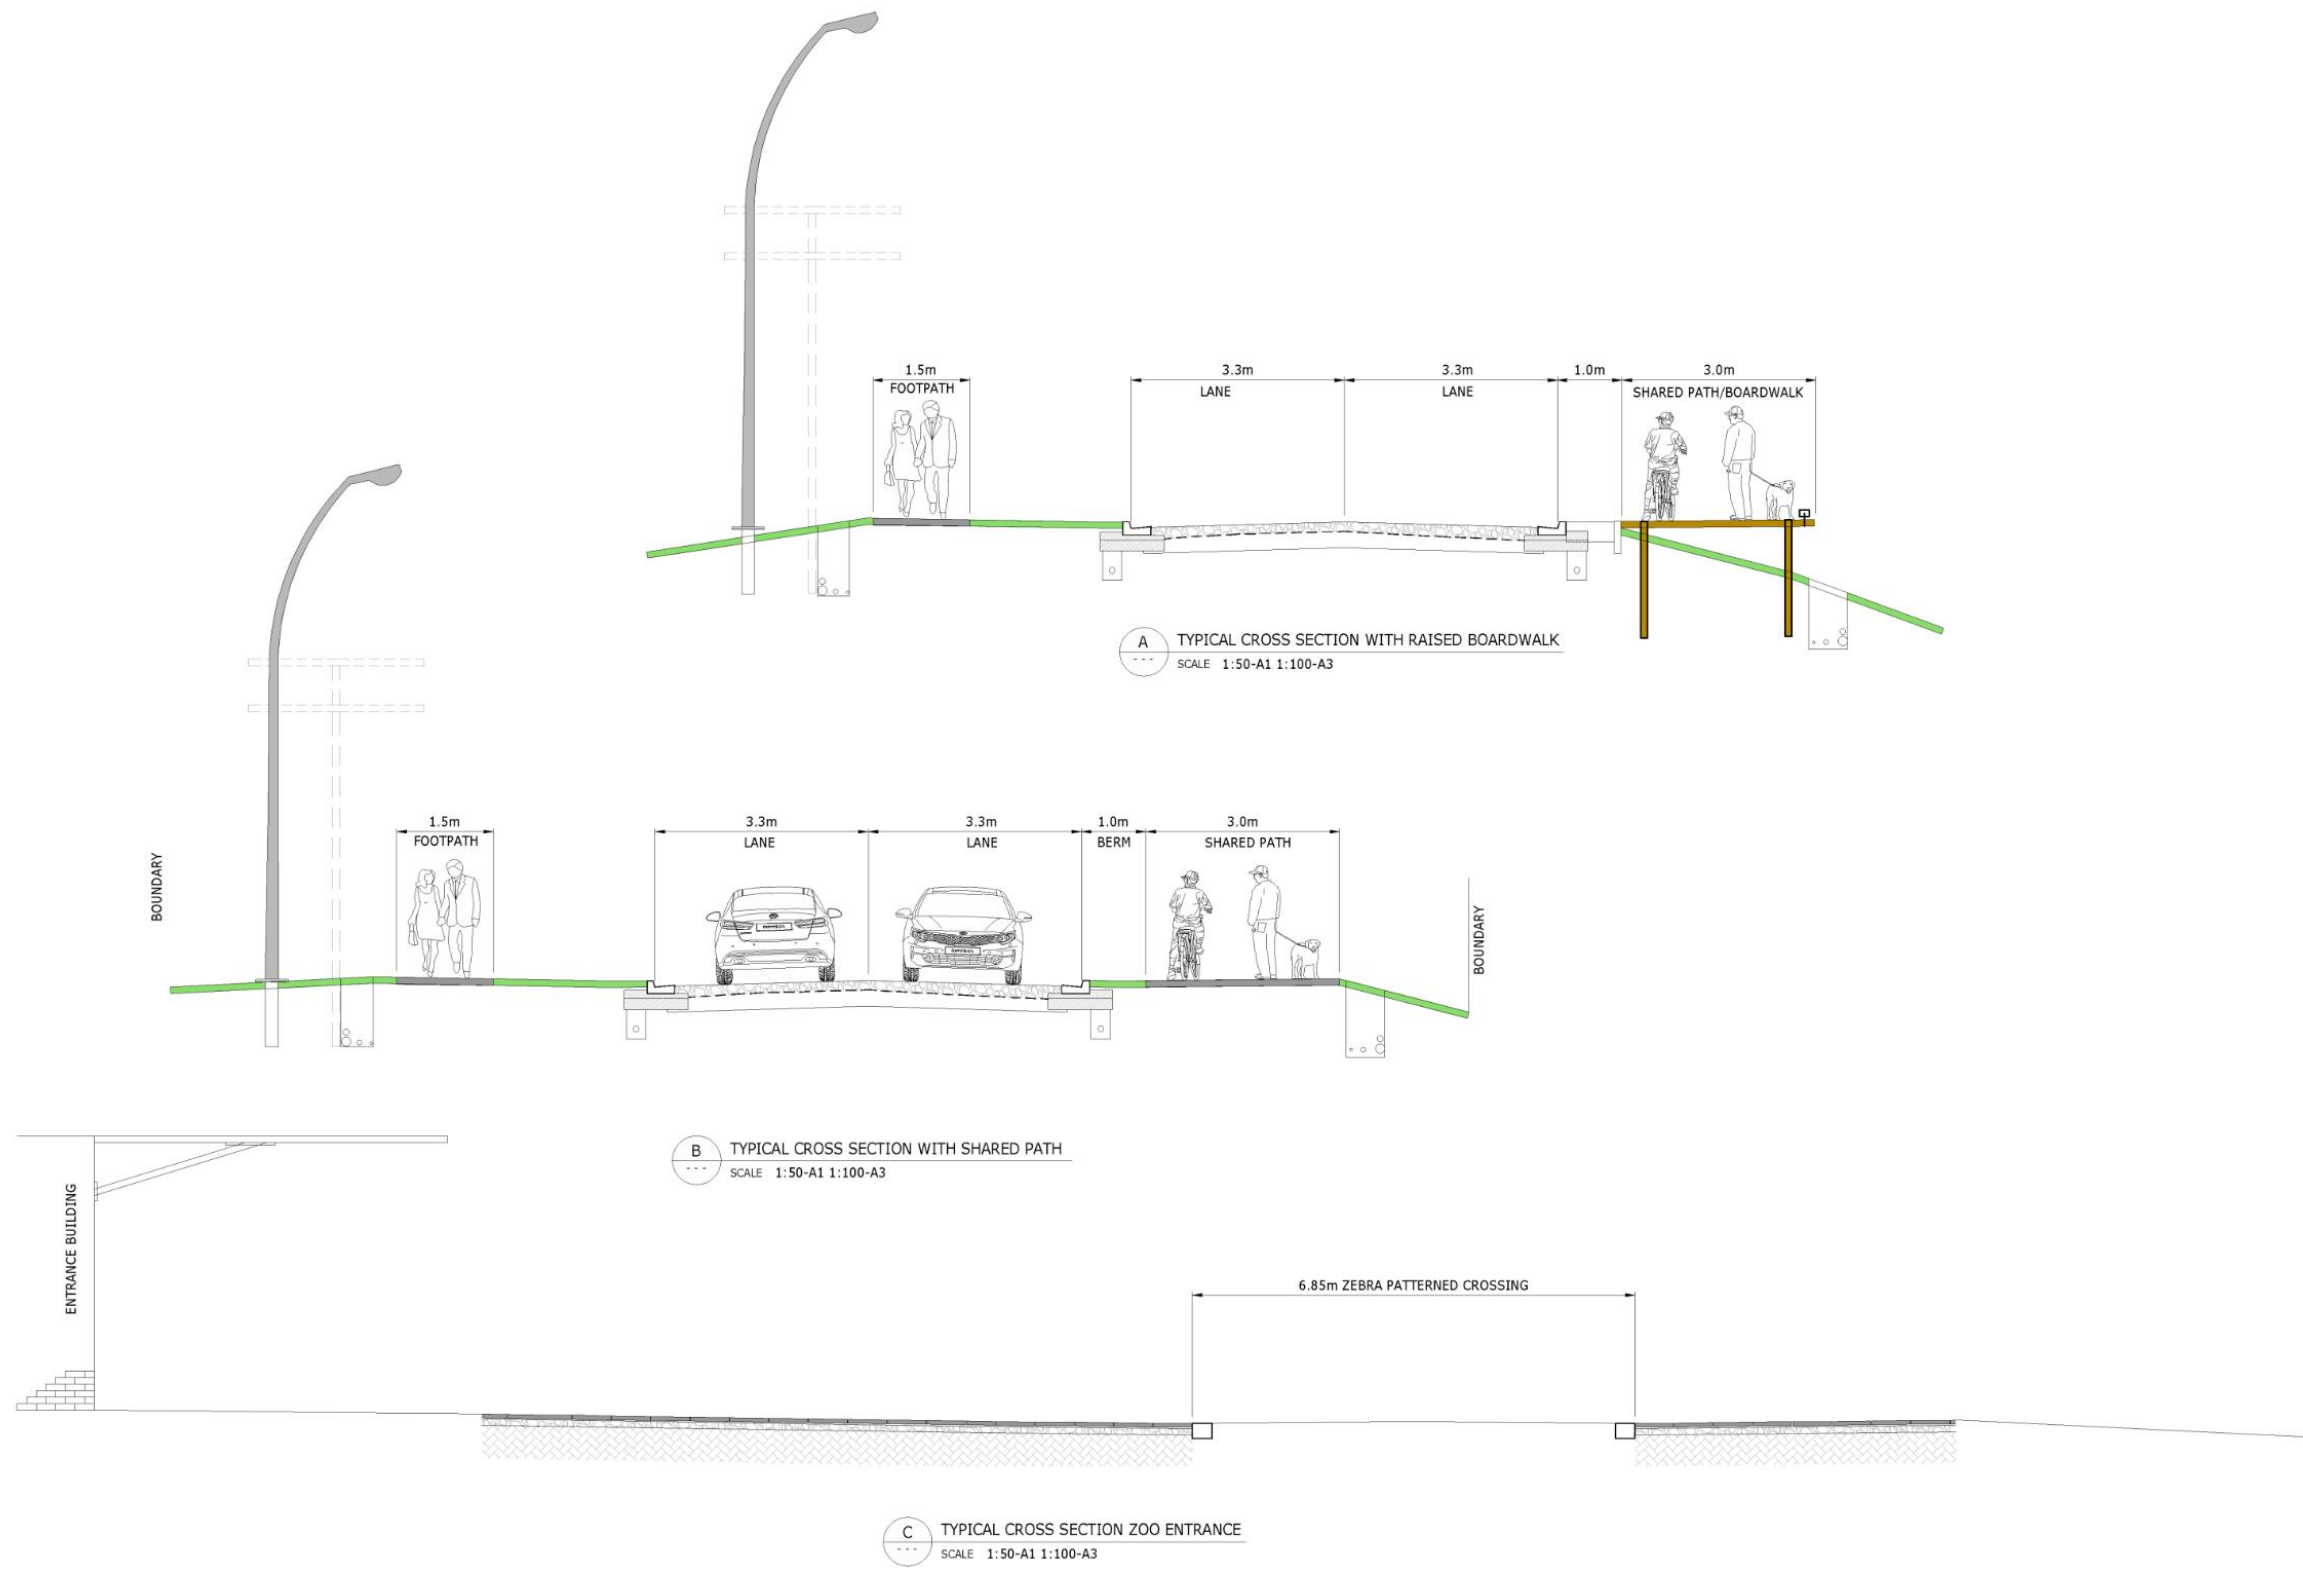 1.5m
FOOTPATH
3.3m
LANE
3.3m
LANE
1.0m
3.0m
SHARED PATH/BOARDWALK
A
- - -
TYPICAL CROSS SECTION WITH RAISED BOARDWALK
SCALE 1:50-A1 1:100-A3
BOUNDARY
1.5m
FOOTPATH
3.3m
LANE
3.3m
LANE
1.0m
BERM
3.0m
SHARED PATH
BOUNDARY
B
- - -
TYPICAL CROSS SECTION WITH SHARED PATH
SCALE 1:50-A1 1:100-A3
ENTRANCE BUILDING
6.85m ZEBRA PATTERNED CROSSING
C
- - -
TYPICAL CROSS SECTION ZOO ENTRANCE
SCALE 1:50-A1 1:100-A3